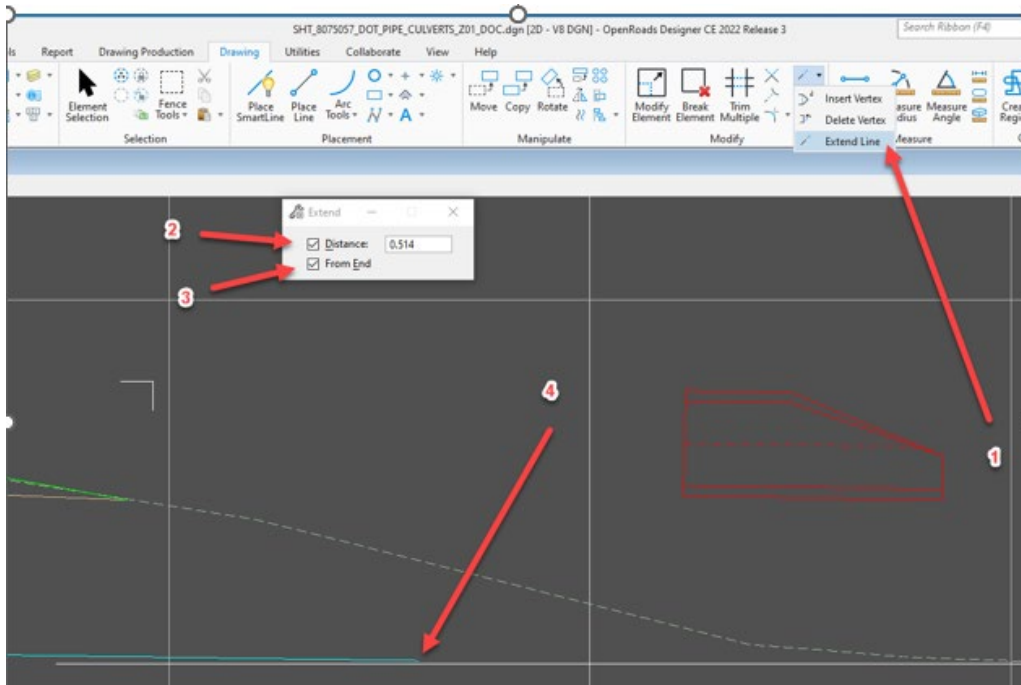 SHT_8075057_DOT_PIPE_CULVERTS_Z01_DOC.dgn [2D - V8 DGN] - OpenRoads Designer CE 2022 Release 3
Search Ribbon (F4)
Report Drawing Production Drawing Utilities Collaborate View Help
Element Selection
Fence Tools
Selection
Place SmartLine
Place Line
Arc Tools
Placement
Move Copy Rotate
Manipulate
Modify Element
Break Element
Trim Multiple
Modify
Insert Vertex
Delete Vertex
Extend Line
Measure Angle
Measure
1
Extend
Distance: 0.514
From End
2
3
4